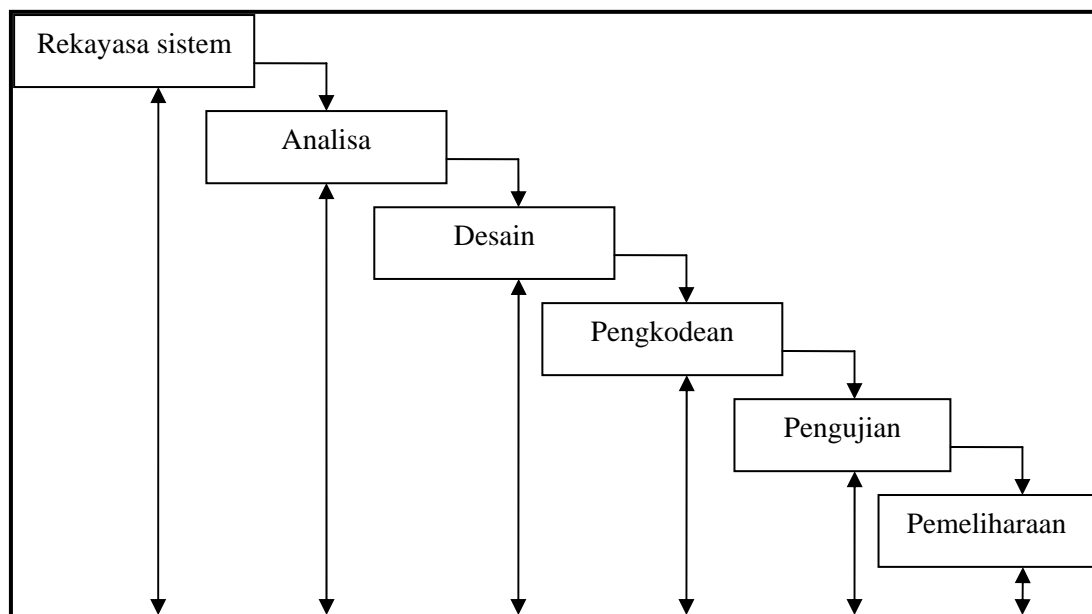 Rekayasa sistem
Analisa
Desain
Pengkodean
Pengujian
Pemeliharaan